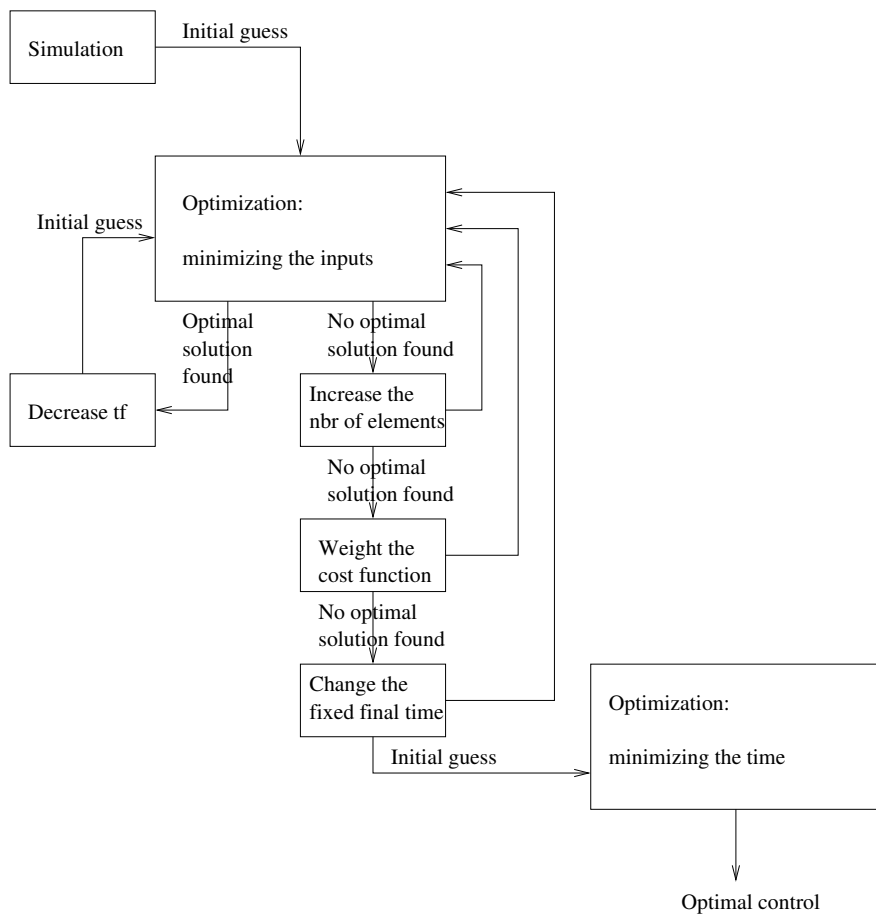 Initial guess
Simulation
Optimization:
minimizing the inputs
Initial guess
Optimal
solution
found
No optimal
solution found
Decrease tf
Increase the
nbr of elements
No optimal
solution found
Weight the
cost function
No optimal
solution found
Change the
fixed final time
Initial guess
Optimization:
minimizing the time
Optimal control